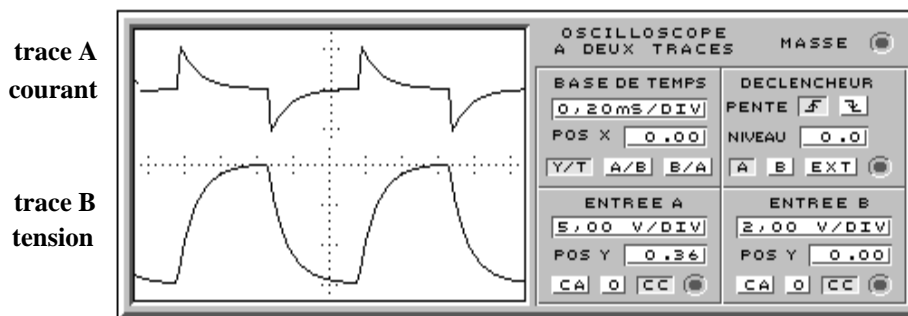 trace A
courant
trace B
tension
OSCILLOSCOPE
A DEUX TRACES
MASSE
BASE DE TEMPS
0,20mS/DIV
POS X 0.00
Y/T A/B B/A
DECLENCHEUR
PENTE
NIVEAU 0.0
A B EXT
ENTREE A
5,00 V/DIV
POS Y 0.36
CA 0 CC
ENTREE B
2,00 V/DIV
POS Y 0.00
CA 0 CC